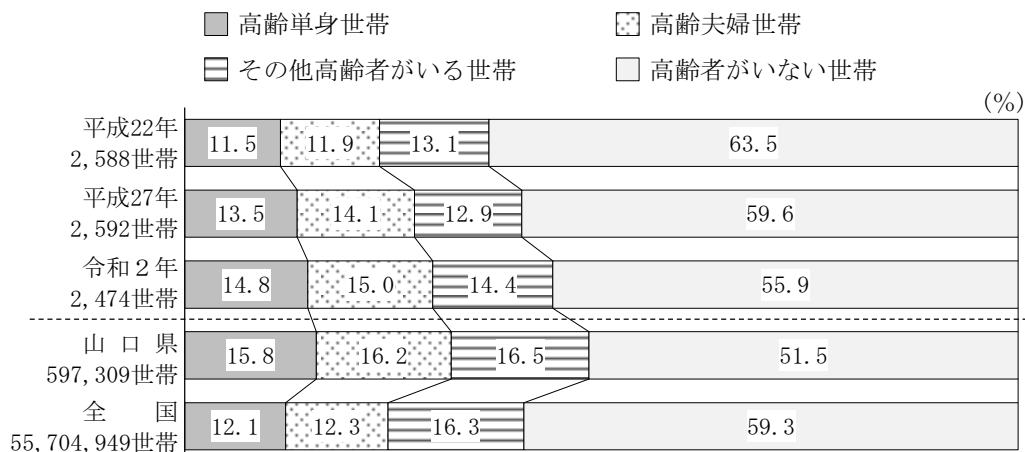 高齢単身世帯 高齢夫婦世帯
その他高齢者がいる世帯 高齢者がいない世帯
(%)
平成22年
2,588世帯
11.5 11.9 13.1 63.5
平成27年
2,592世帯
13.5 14.1 12.9 59.6
令和２年
2,474世帯
14.8 15.0 14.4 55.9
山口県
597,309世帯
15.8 16.2 16.5 51.5
全国
55,704,949世帯
12.1 12.3 16.3 59.3